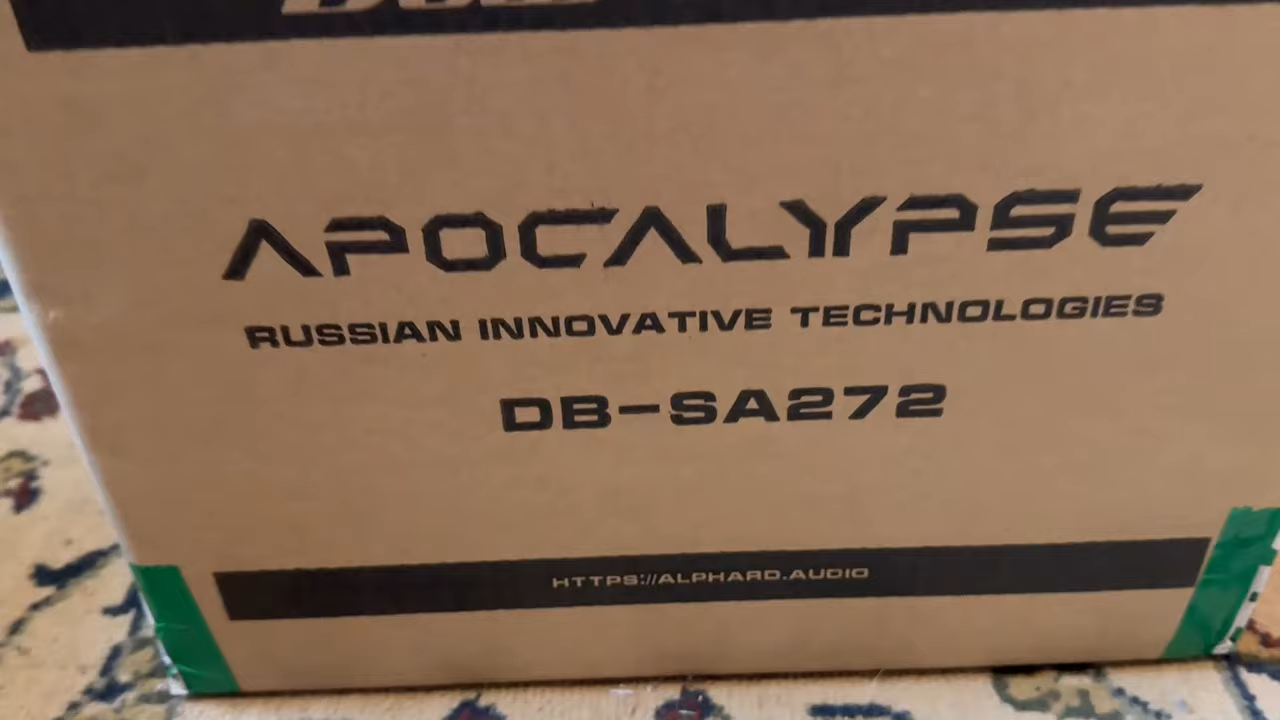 APOCALYPSE
RUSSIAN INNOVATIVE TECHNOLOGIES
DB-SA272
HTTPS://ALPHARD.AUDIO